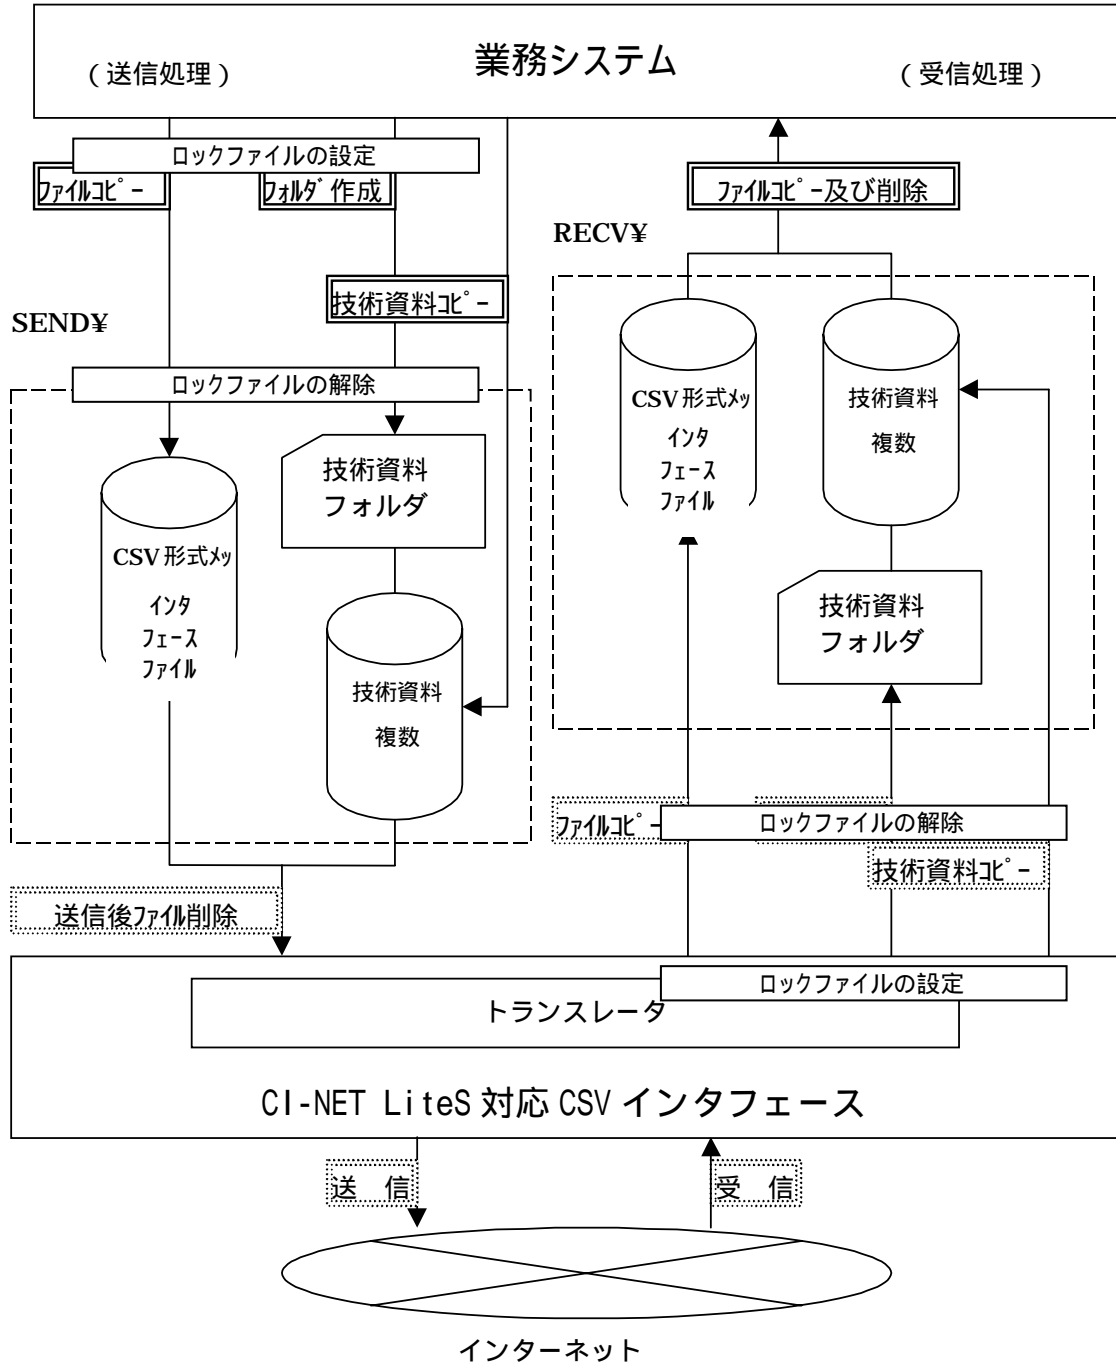 業務システム
(送信処理)
(受信処理)
ロックファイルの設定
ﾌｧｲﾙｺﾋﾟｰ
ﾌｫﾙﾀﾞ作成
ﾌｧｲﾙｺﾋﾟｰ及び削除
RECV¥
技術資料ｺﾋﾟｰ
SEND¥
ロックファイルの解除
CSV形式ﾒｯ
ｲﾝﾀ
ﾌｪｰｽ
ﾌｧｲﾙ
技術資料
複数
技術資料
フォルダ
CSV形式ﾒｯ
ｲﾝﾀ
ﾌｪｰｽ
ﾌｧｲﾙ
技術資料
フォルダ
技術資料
複数
ﾌｧｲﾙｺﾋﾟｰ
ロックファイルの解除
技術資料ｺﾋﾟｰ
送信後ﾌｧｲﾙ削除
ロックファイルの設定
トランスレータ
CI-NET LiteS 対応 CSV インタフェース
送 信
受 信
インターネット